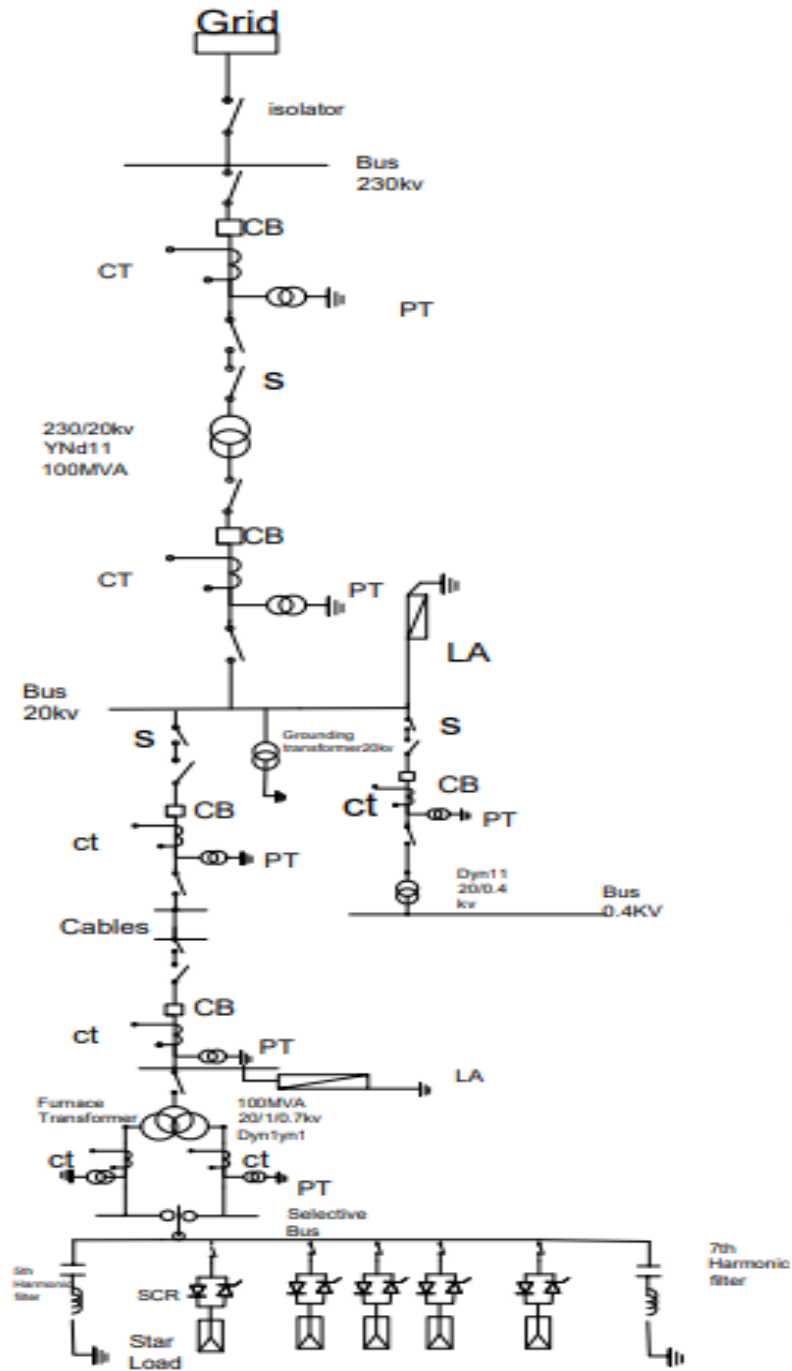 Grid
isolator
Bus
230kv
CB
CT
PT
S
230/20kv
YNd11
100MVA
CB
CT
PT
LA
Bus
20kv
S
Grounding
transformer20kv
S
CB
ct
PT
CB
ct
PT
Dyn11
20/0.4
kv
Bus
0.4KV
Cables
CB
ct
PT
LA
Furnace
Transformer
100MVA
20/1/0.7kv
Dyn1yn1
ct
ct
PT
Selective
Bus
5th
Harmonic
filter
7th
Harmonic
filter
SCR
Star
Load